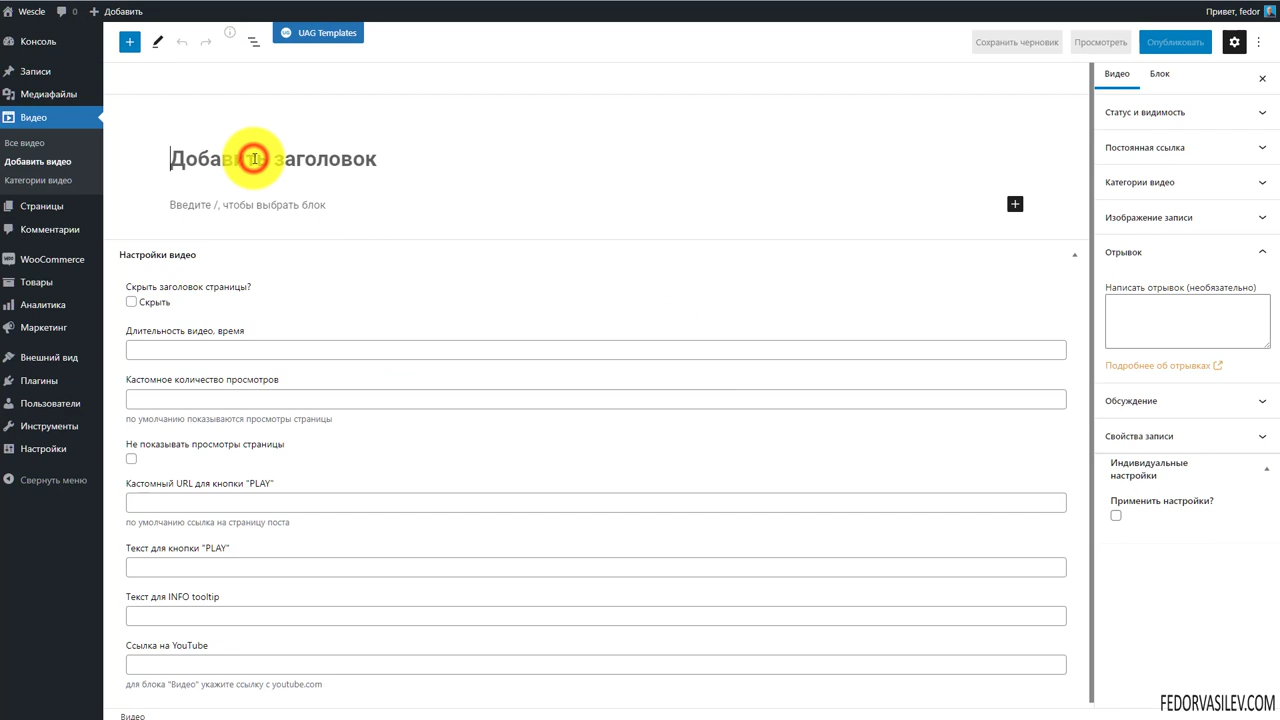 Wescle
0
Добавить
Привет, fedor
UAG Templates
Сохранить черновик
Просмотреть
Опубликовать
Консоль
Записи
Медиафайлы
Видео
Все видео
Добавить видео
Категории видео
Страницы
Комментарии
WooCommerce
Товары
Аналитика
Маркетинг
Внешний вид
Плагины
Пользователи
Инструменты
Настройки
Свернуть меню
Добавить заголовок
Введите /, чтобы выбрать блок
Настройки видео
Скрыть заголовок страницы?
Скрыть
Длительность видео, время
Кастомное количество просмотров
по умолчанию показываются просмотры страницы
Не показывать просмотры страницы
Кастомный URL для кнопки "PLAY"
по умолчанию ссылка на страницу поста
Текст для кнопки "PLAY"
Текст для INFO tooltip
Ссылка на YouTube
для блока "Видео" укажите ссылку с youtube.com
Видео
Видео
Блок
Статус и видимость
Постоянная ссылка
Категории видео
Изображение записи
Отрывок
Написать отрывок (необязательно)
Подробнее об отрывках
Обсуждение
Свойства записи
Индивидуальные
настройки
Применить настройки?
FEDORVASILEV.COM